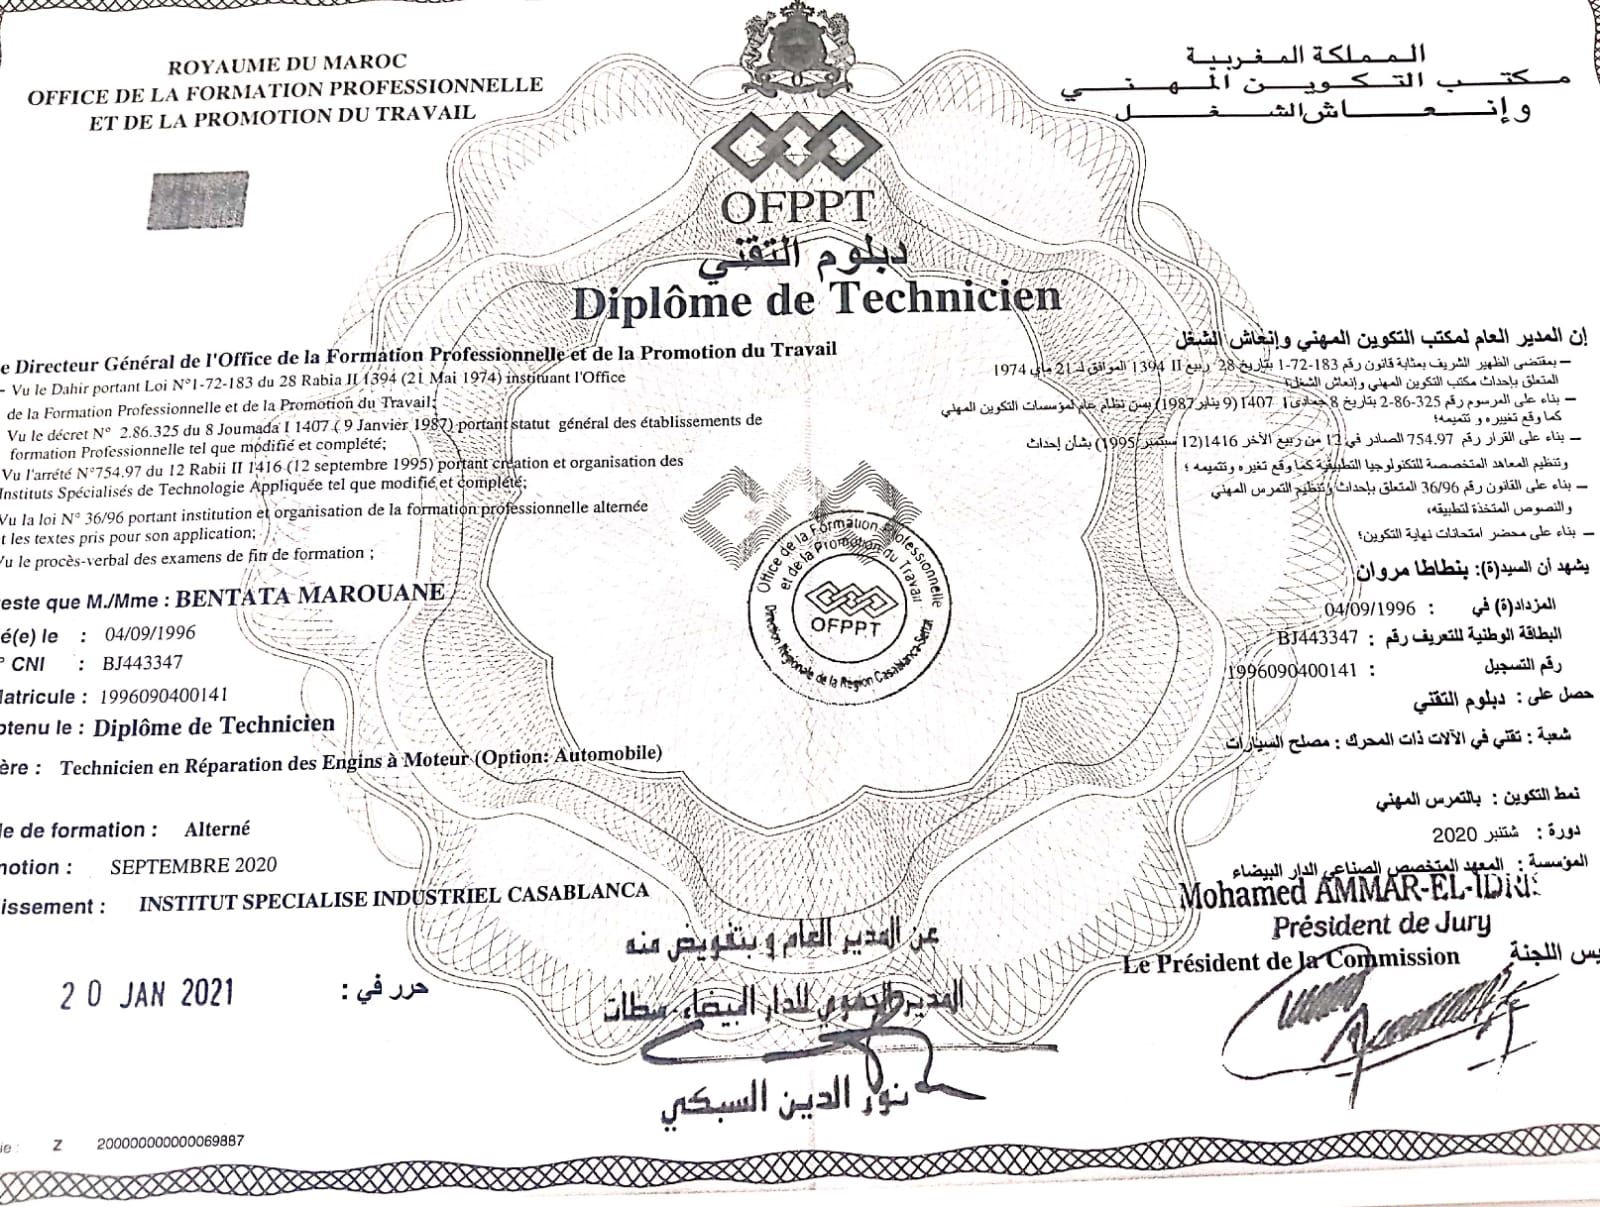 ROYAUME DU MAROC
OFFICE DE LA FORMATION PROFESSIONNELLE
ET DE LA PROMOTION DU TRAVAIL
المملكة المغربية
مكتب التكوين المهني
وإنعاش الشغل
OFPPT
دبلوم التقني
Diplôme de Technicien
e Directeur Général de l'Office de la Formation Professionnelle et de la Promotion du Travail
- Vu le Dahir portant Loi N°1-72-183 du 28 Rabia II 1394 (21 Mai 1974) instituant l'Office
de la Formation Professionnelle et de la Promotion du Travail;
Vu le décret N° 2.86.325 du 8 Joumada I 1407 ( 9 Janvier 1987) portant statut général des établissements de
formation Professionnelle tel que modifié et complété;
Vu l'arrété N°754.97 du 12 Rabii II 1416 (12 septembre 1995) portant création et organisation des
Instituts Spécialisés de Technologie Appliquée tel que modifié et complété;
Vu la loi N° 36/96 portant institution et organisation de la formation professionnelle alternée
t les textes pris pour son application;
Vu le procès-verbal des examens de fin de formation ;
este que M./Mme : BENTATA MAROUANE
é(e) le : 04/09/1996
° CNI : BJ443347
Matricule : 1996090400141
btenu le : Diplôme de Technicien
ère : Technicien en Réparation des Engins à Moteur (Option: Automobile)
de de formation : Alterné
motion : SEPTEMBRE 2020
lissement : INSTITUT SPECIALISE INDUSTRIEL CASABLANCA
20 JAN 2021
حرر في :
إن المدير العام لمكتب التكوين المهني وإنعاش الشغل
– بمقتضى الظهير الشريف بمثابة قانون رقم 183-72-1 بتاريخ 28 ربيع II 1394 الموافق لـ 21 ماي 1974
المتعلق بإحداث مكتب التكوين المهني وإنعاش الشغل؛
– بناء على المرسوم رقم 325-86-2 بتاريخ 8 جمادى I 1407 (9 يناير 1987) بسن نظام عام لمؤسسات التكوين المهني
كما وقع تغييره و تتميمه؛
– بناء على القرار رقم 754.97 الصادر في 12 من ربيع الآخر 1416 (12 سبتمبر 1995) بشأن إحداث
وتنظيم المعاهد المتخصصة للتكنولوجيا التطبيقية كما وقع تغيره وتتميمه ؛
– بناء على القانون رقم 36/96 المتعلق بإحداث وتنظيم التمرس المهني
والنصوص المتخذة لتطبيقه،
– بناء على محضر امتحانات نهاية التكوين؛
يشهد أن السيد(ة): بنطاطا مروان
المزداد(ة) في : 04/09/1996
البطاقة الوطنية للتعريف رقم : BJ443347
رقم التسجيل : 1996090400141
حصل على : دبلوم التقني
شعبة : تقني في الآلات ذات المحرك : مصلح السيارات
نمط التكوين : بالتمرس المهني
دورة : شتنبر 2020
المؤسسة : المعهد المتخصص الصناعي الدار البيضاء
Mohamed AMMAR-EL-IDRI
Président de Jury
Le Président de la Commission
يس اللجنة
Office de la Formation Professionnelle
et de la Promotion du Travail
OFPPT
Direction Régionale de la Région Casablanca-Settat
عن المدير العام و بتفويض منه
المدير الجهوي للدار البيضاء - سطات
نور الدين السبكي
ie : Z 200000000000069887